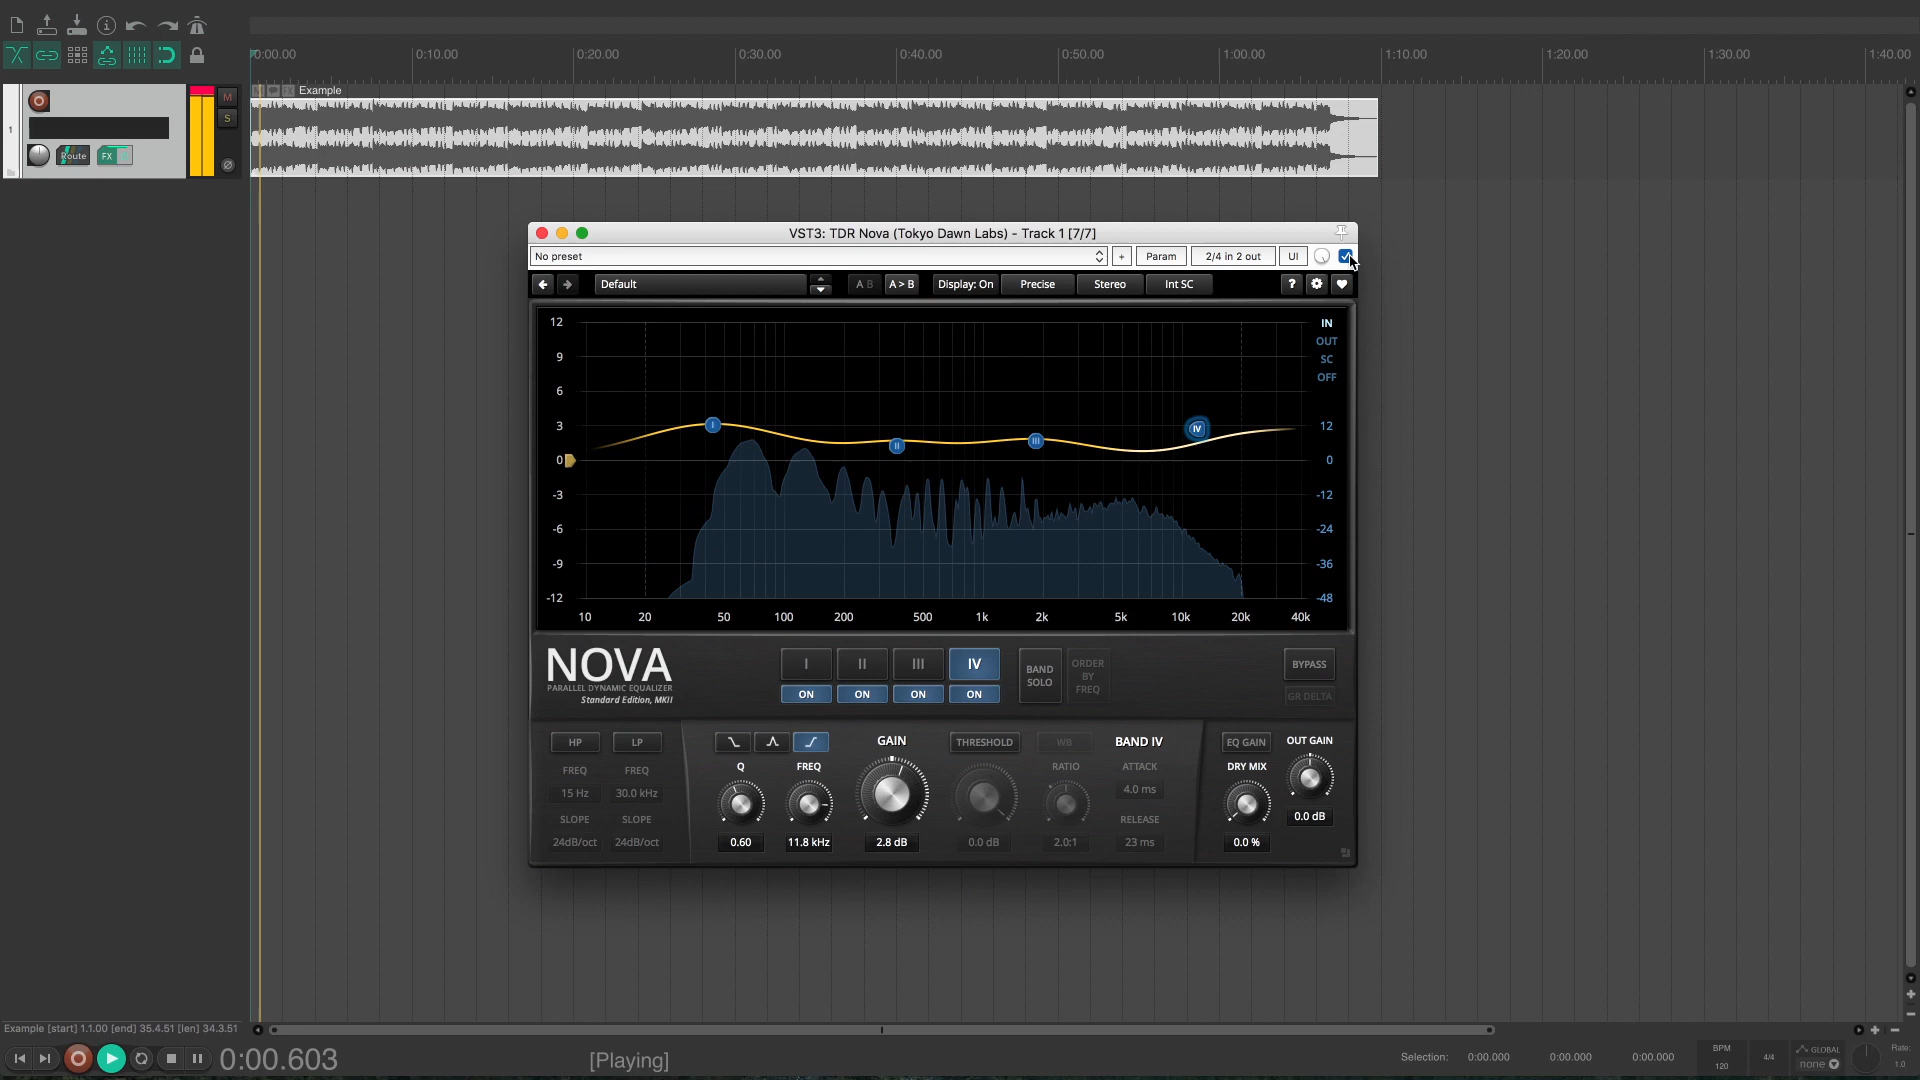 0:00.00 0:10.00 0:20.00 0:30.00 0:40.00 0:50.00 1:00.00 1:10.00 1:20.00 1:30.00 1:40.00
Example
M
S
1
Route FX
VST3: TDR Nova (Tokyo Dawn Labs) - Track 1 [7/7]
No preset + Param 2/4 in 2 out UI
Default A B A > B Display: On Precise Stereo Int SC ?
12 IN
OUT
9 SC
OFF
6
3 12
0 0
-3 -12
-6 -24
-9 -36
-12 -48
10 20 50 100 200 500 1k 2k 5k 10k 20k 40k
I II III IV
NOVA
PARALLEL DYNAMIC EQUALIZER
Standard Edition, MKII
I II III IV
ON ON ON ON
BAND SOLO
ORDER BY FREQ
BYPASS
GR DELTA
HP LP GAIN THRESHOLD WB BAND IV EQ GAIN OUT GAIN
FREQ FREQ Q FREQ RATIO ATTACK DRY MIX
15 Hz 30.0 kHz 4.0 ms
SLOPE SLOPE RELEASE 0.0 dB
24dB/oct 24dB/oct 0.60 11.8 kHz 2.8 dB 0.0 dB 2.0:1 23 ms 0.0 %
Example [start] 1.1.00 [end] 35.4.51 [len] 34.3.51
0:00.603 [Playing] Selection: 0:00.000 0:00.000 0:00.000
BPM
120
4/4
GLOBAL
none
Rate:
1.0